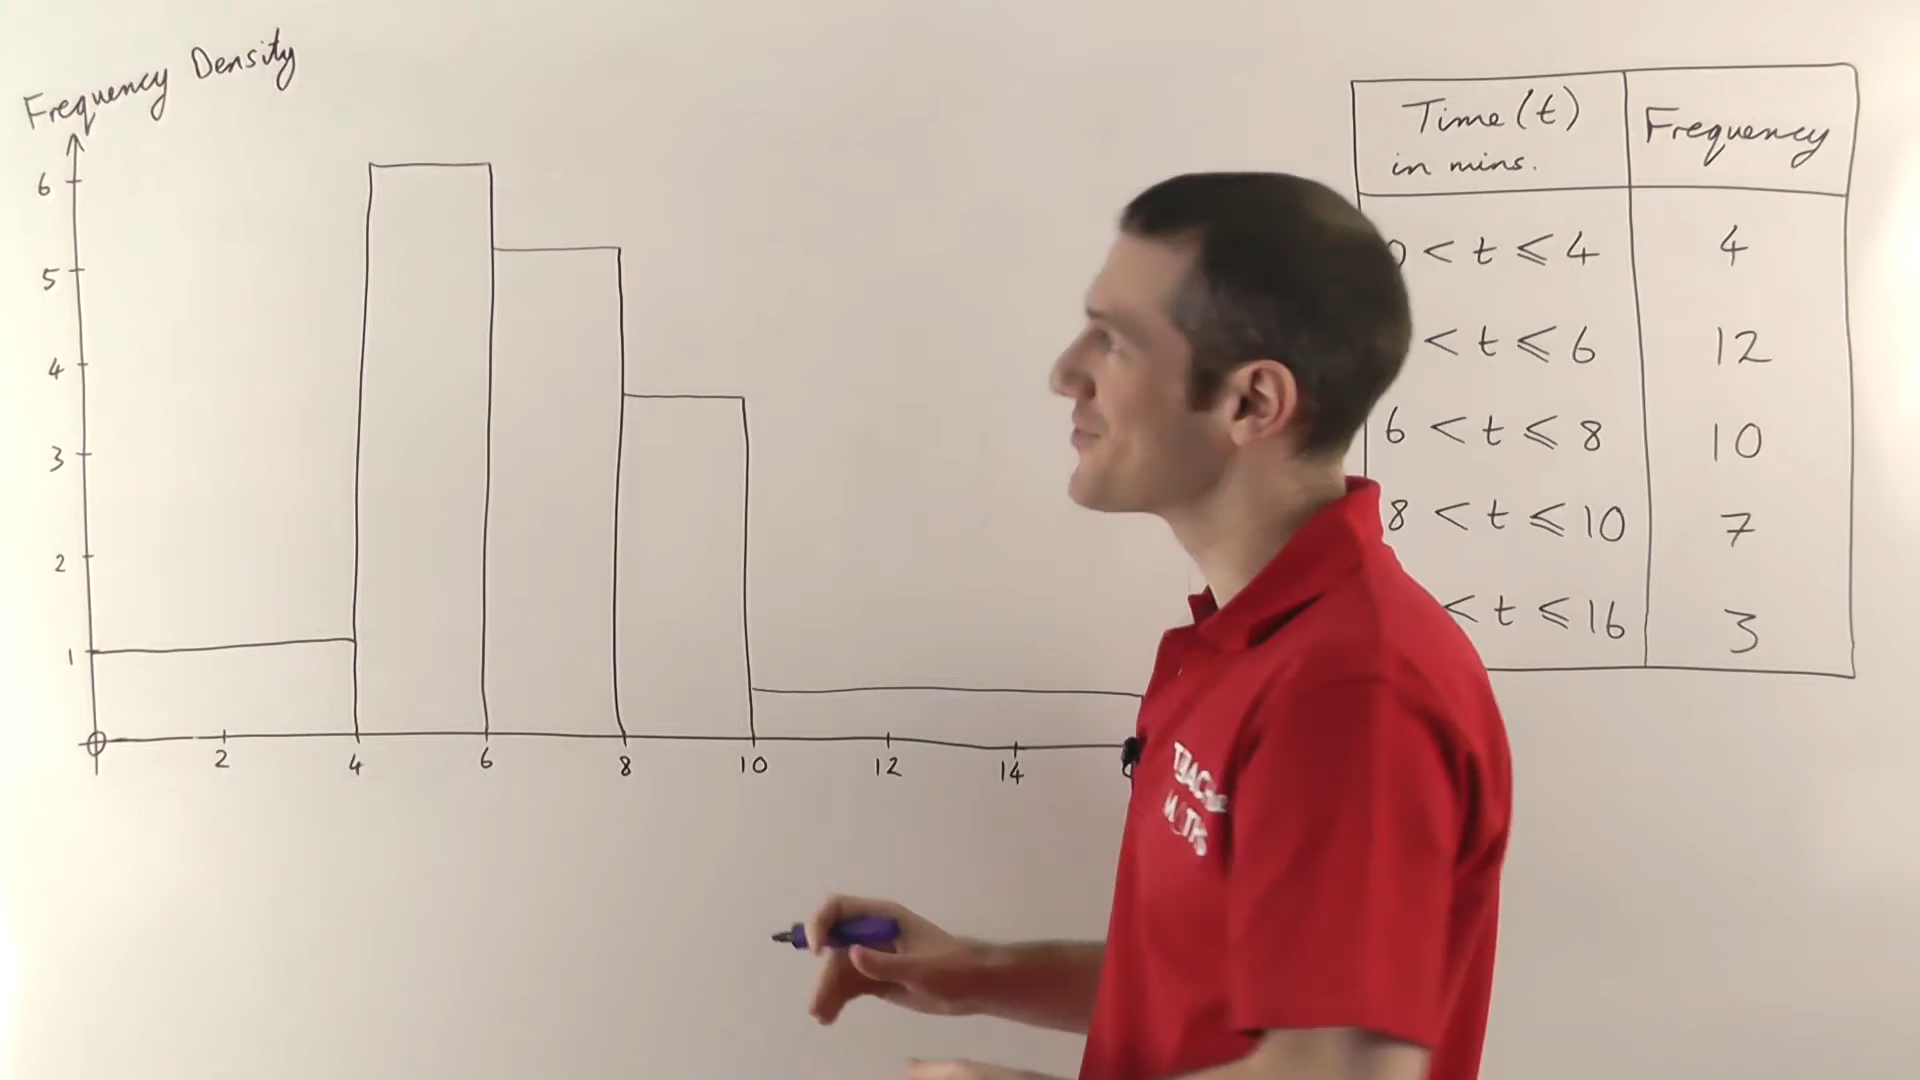 Frequency Density
6
5
4
3
2
1
2 4 6 8 10 12 14
Time (t) in mins. Frequency
0 < t ⩽ 4 4
< t ⩽ 6 12
6 < t ⩽ 8 10
8 < t ⩽ 10 7
< t ⩽ 16 3